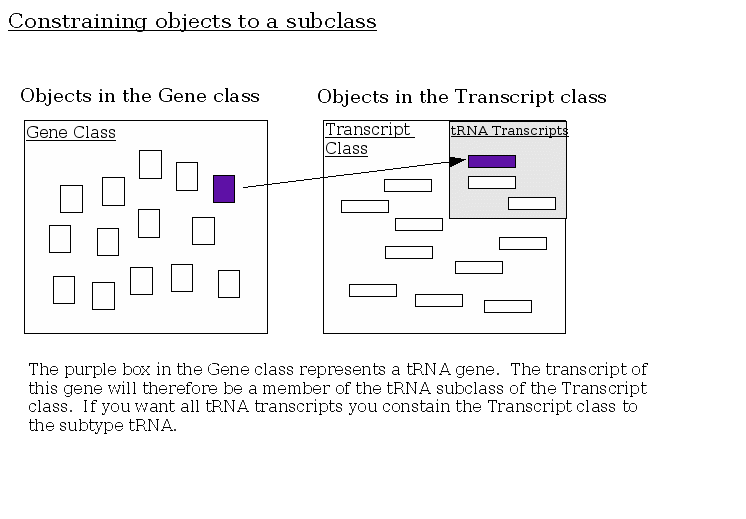 Constraining objects to a subclass
Objects in the Gene class
Objects in the Transcript class
Gene Class
Transcript
Class
tRNA Transcripts
The purple box in the Gene class represents a tRNA gene. The transcript of
this gene will therefore be a member of the tRNA subclass of the Transcript
class. If you want all tRNA transcripts you constain the Transcript class to
the subtype tRNA.